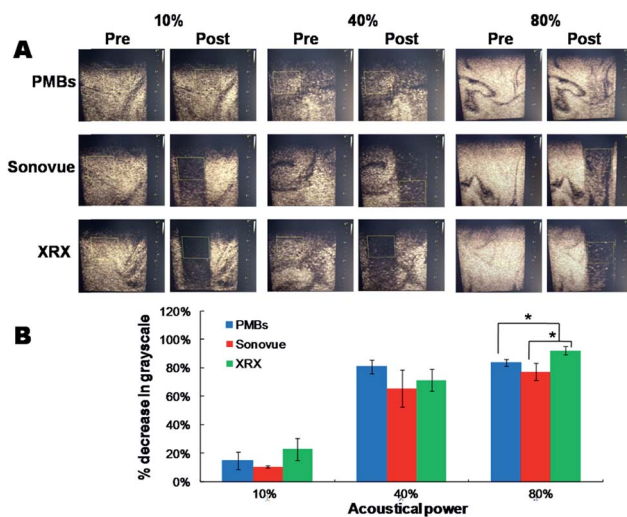 10% 40% 80%
A
Pre Post Pre Post Pre Post
PMBs
Sonovue
XRX
B
% decrease in grayscale
120%
100%
80%
60%
40%
20%
0%
PMBs
Sonovue
XRX
*
*
10% 40% 80%
Acoustical power